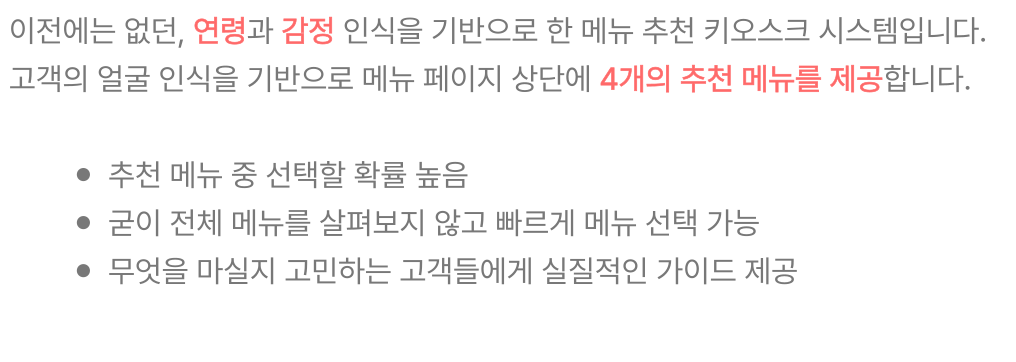 이전에는 없던, 연령과 감정 인식을 기반으로 한 메뉴 추천 키오스크 시스템입니다.
고객의 얼굴 인식을 기반으로 메뉴 페이지 상단에 4개의 추천 메뉴를 제공합니다.
● 추천 메뉴 중 선택할 확률 높음
● 굳이 전체 메뉴를 살펴보지 않고 빠르게 메뉴 선택 가능
● 무엇을 마실지 고민하는 고객들에게 실질적인 가이드 제공